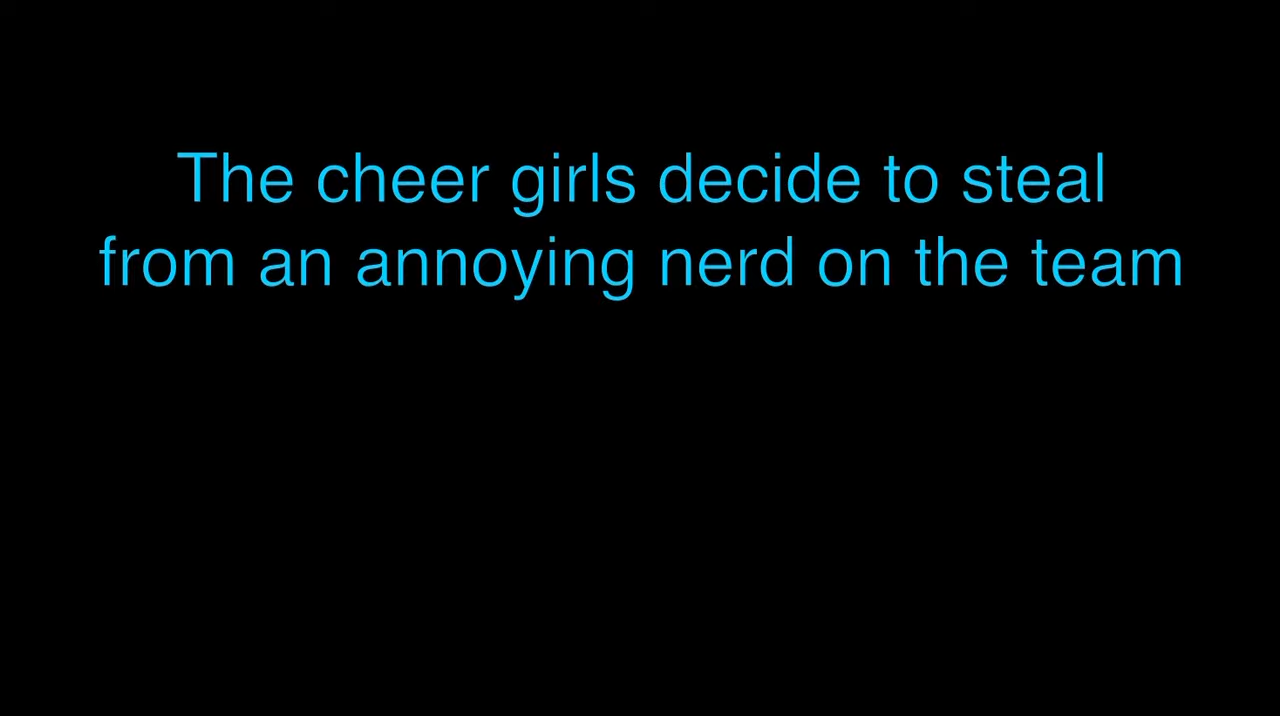 The cheer girls decide to steal
from an annoying nerd on the team